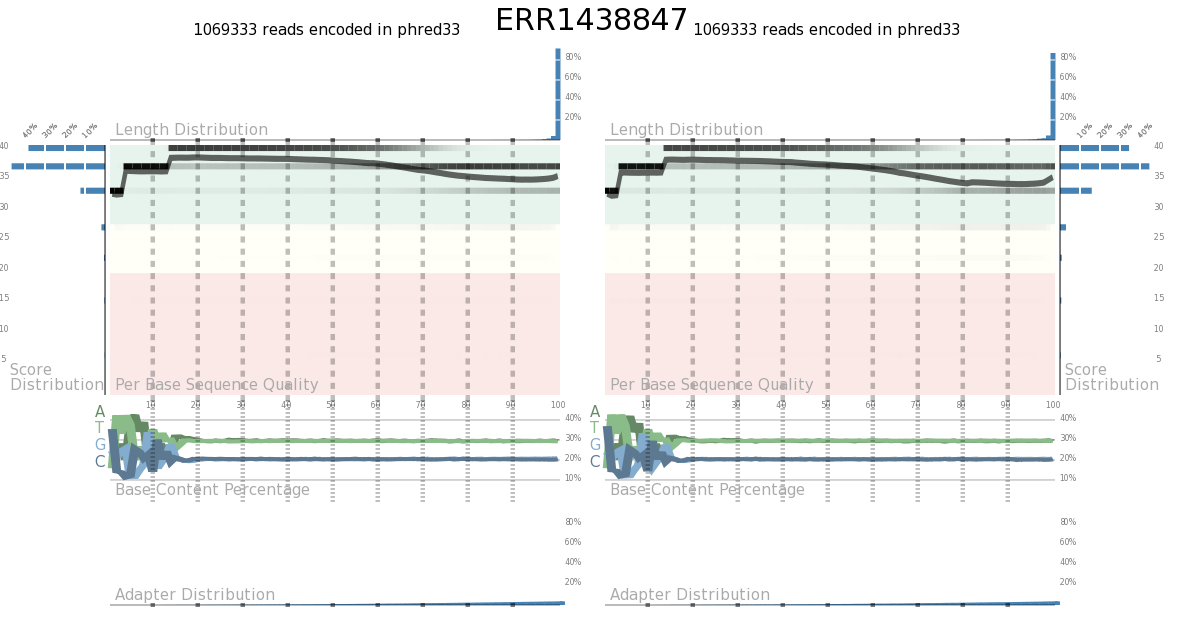 ERR1438847
1069333 reads encoded in phred33
1069333 reads encoded in phred33
80%
60%
40%
20%
80%
60%
40%
20%
Length Distribution
Length Distribution
40% 30% 20% 10%
10% 20% 30% 40%
40
35
30
25
20
15
10
5
40
35
30
25
20
15
10
5
Score
Distribution
Per Base Sequence Quality
Per Base Sequence Quality
Score
Distribution
10 20 30 40 50 60 70 80 90 100
10 20 30 40 50 60 70 80 90 100
A
T
G
C
40%
30%
20%
10%
A
T
G
C
40%
30%
20%
10%
Base Content Percentage
Base Content Percentage
80%
60%
40%
20%
80%
60%
40%
20%
Adapter Distribution
Adapter Distribution